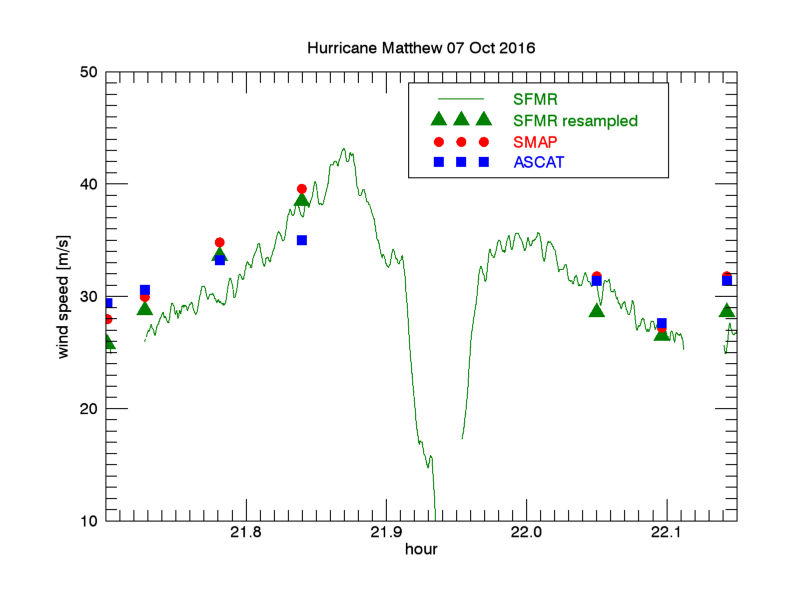 Hurricane Matthew 07 Oct 2016
50
SFMR
SFMR resampled
SMAP
ASCAT
40
wind speed [m/s]
30
20
10
21.8
21.9
22.0
22.1
hour